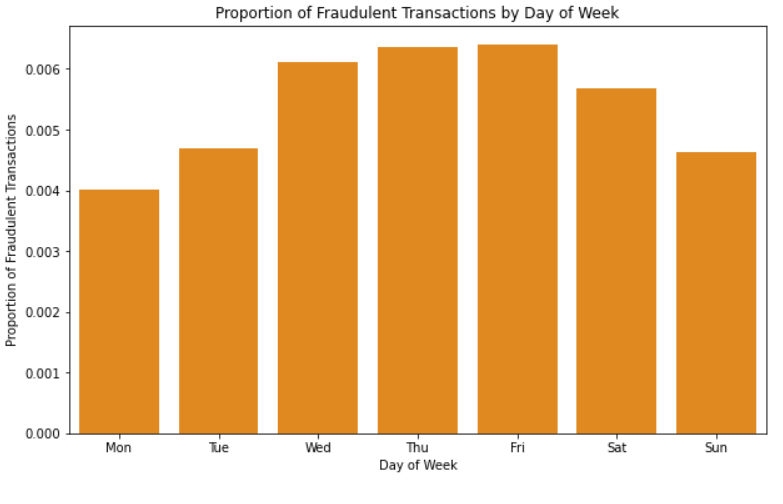 Proportion of Fraudulent Transactions by Day of Week
Proportion of Fraudulent Transactions
0.006
0.005
0.004
0.003
0.002
0.001
0.000
Mon Tue Wed Thu Fri Sat Sun
Day of Week